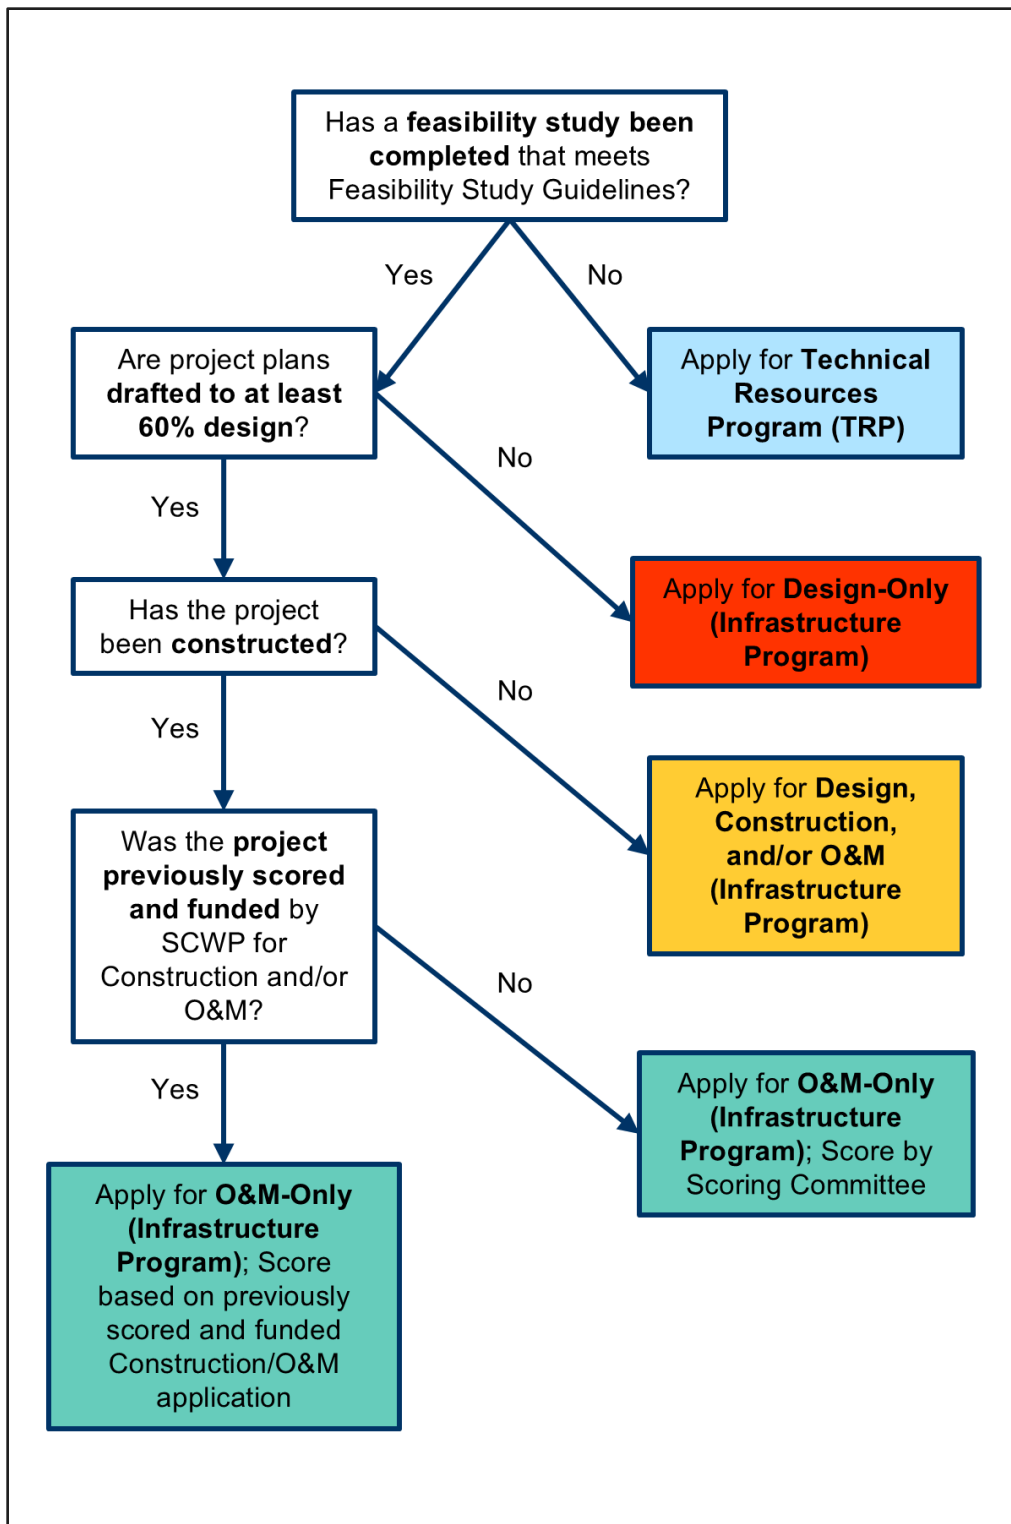 Has a feasibility study been
completed that meets
Feasibility Study Guidelines?
Yes
No
Are project plans
drafted to at least
60% design?
Apply for Technical
Resources
Program (TRP)
No
Yes
Apply for Design-Only
(Infrastructure
Program)
Has the project
been constructed?
No
Yes
Apply for Design,
Construction,
and/or O&M
(Infrastructure
Program)
Was the project
previously scored
and funded by
SCWP for
Construction and/or
O&M?
No
Yes
Apply for O&M-Only
(Infrastructure
Program); Score by
Scoring Committee
Apply for O&M-Only
(Infrastructure
Program); Score
based on previously
scored and funded
Construction/O&M
application